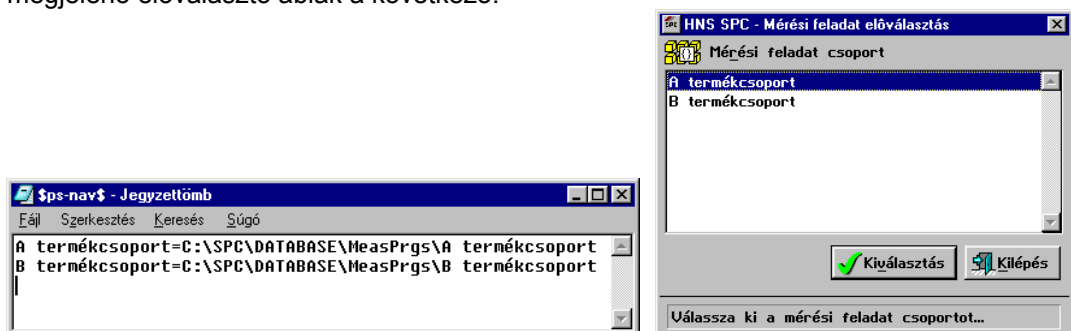 megjelenő előválasztó ablak a következő:
HNS SPC - Mérési feladat elôválasztás
Mérési feladat csoport
A termékcsoport
B termékcsoport
Kiválasztás
Kilépés
Válassza ki a mérési feladat csoportot...
$ps-nav$ - Jegyzettömb
Fájl Szerkesztés Keresés Súgó
A termékcsoport=C:\SPC\DATABASE\MeasPrgs\A termékcsoport
B termékcsoport=C:\SPC\DATABASE\MeasPrgs\B termékcsoport